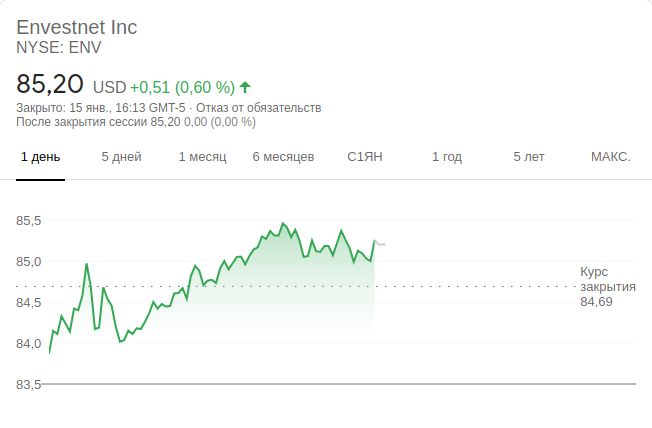 Envestnet Inc
NYSE: ENV
85,20 USD +0,51 (0,60 %)
Закрыто: 15 янв., 16:13 GMT-5 · Отказ от обязательств
После закрытия сессии 85,20 0,00 (0,00 %)
1 день 5 дней 1 месяц 6 месяцев С1ЯН 1 год 5 лет МАКС.
85,5
85,0
Курс
закрытия
84,5 84,69
84,0
83,5